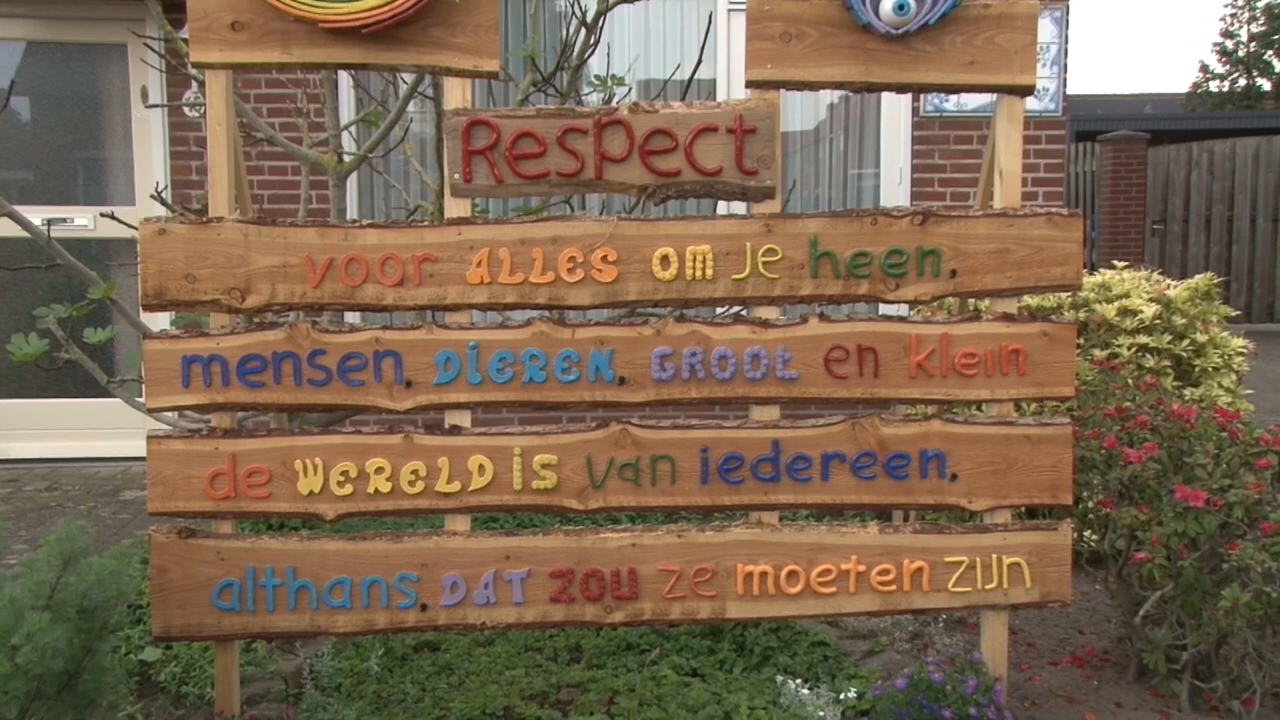 Respect
voor ALLES om je heen,
mensen, DIEREN, GROOT en klein
de WERELD IS van iedereen,
althans, DAT zou ze moeten zijn